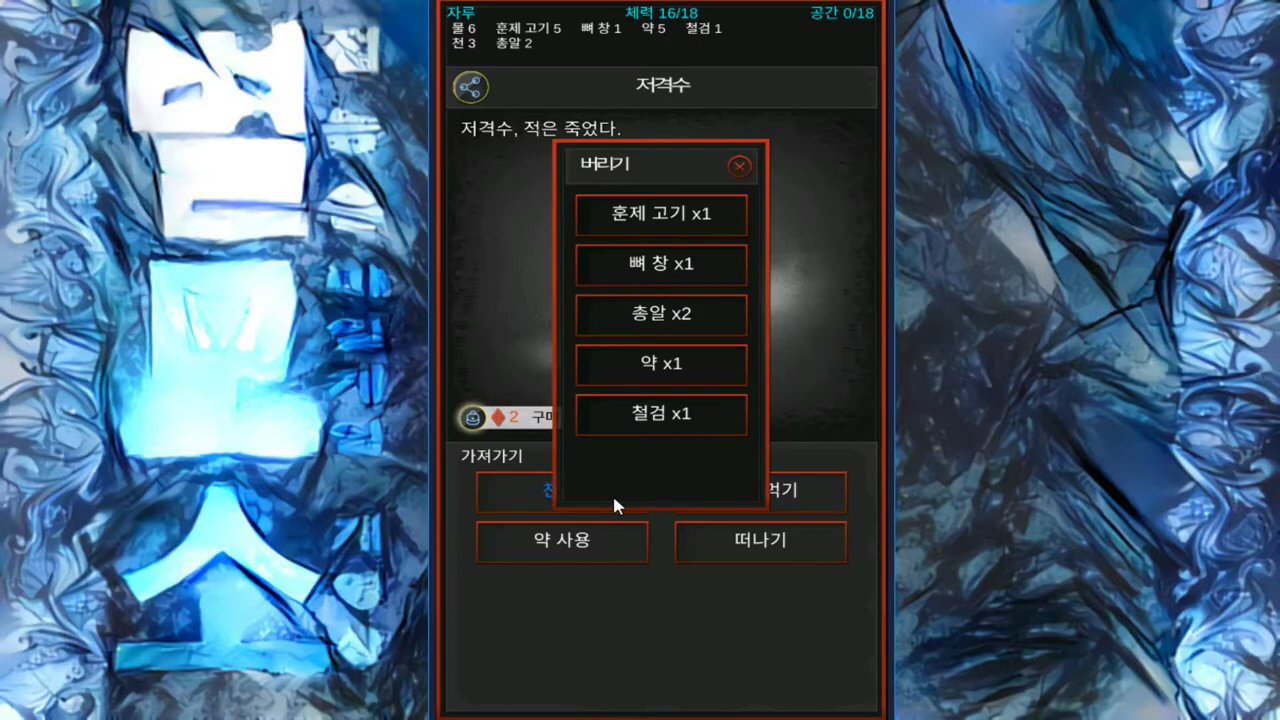 자루 체력 16/18 공간 0/18
물 6 훈제 고기 5 뼈 창 1 약 5 철검 1
천 3 총알 2
저격수
저격수, 적은 죽었다.
버리기
훈제 고기 x1
뼈 창 x1
총알 x2
약 x1
철검 x1
2
가져가기
먹기
약 사용 떠나기